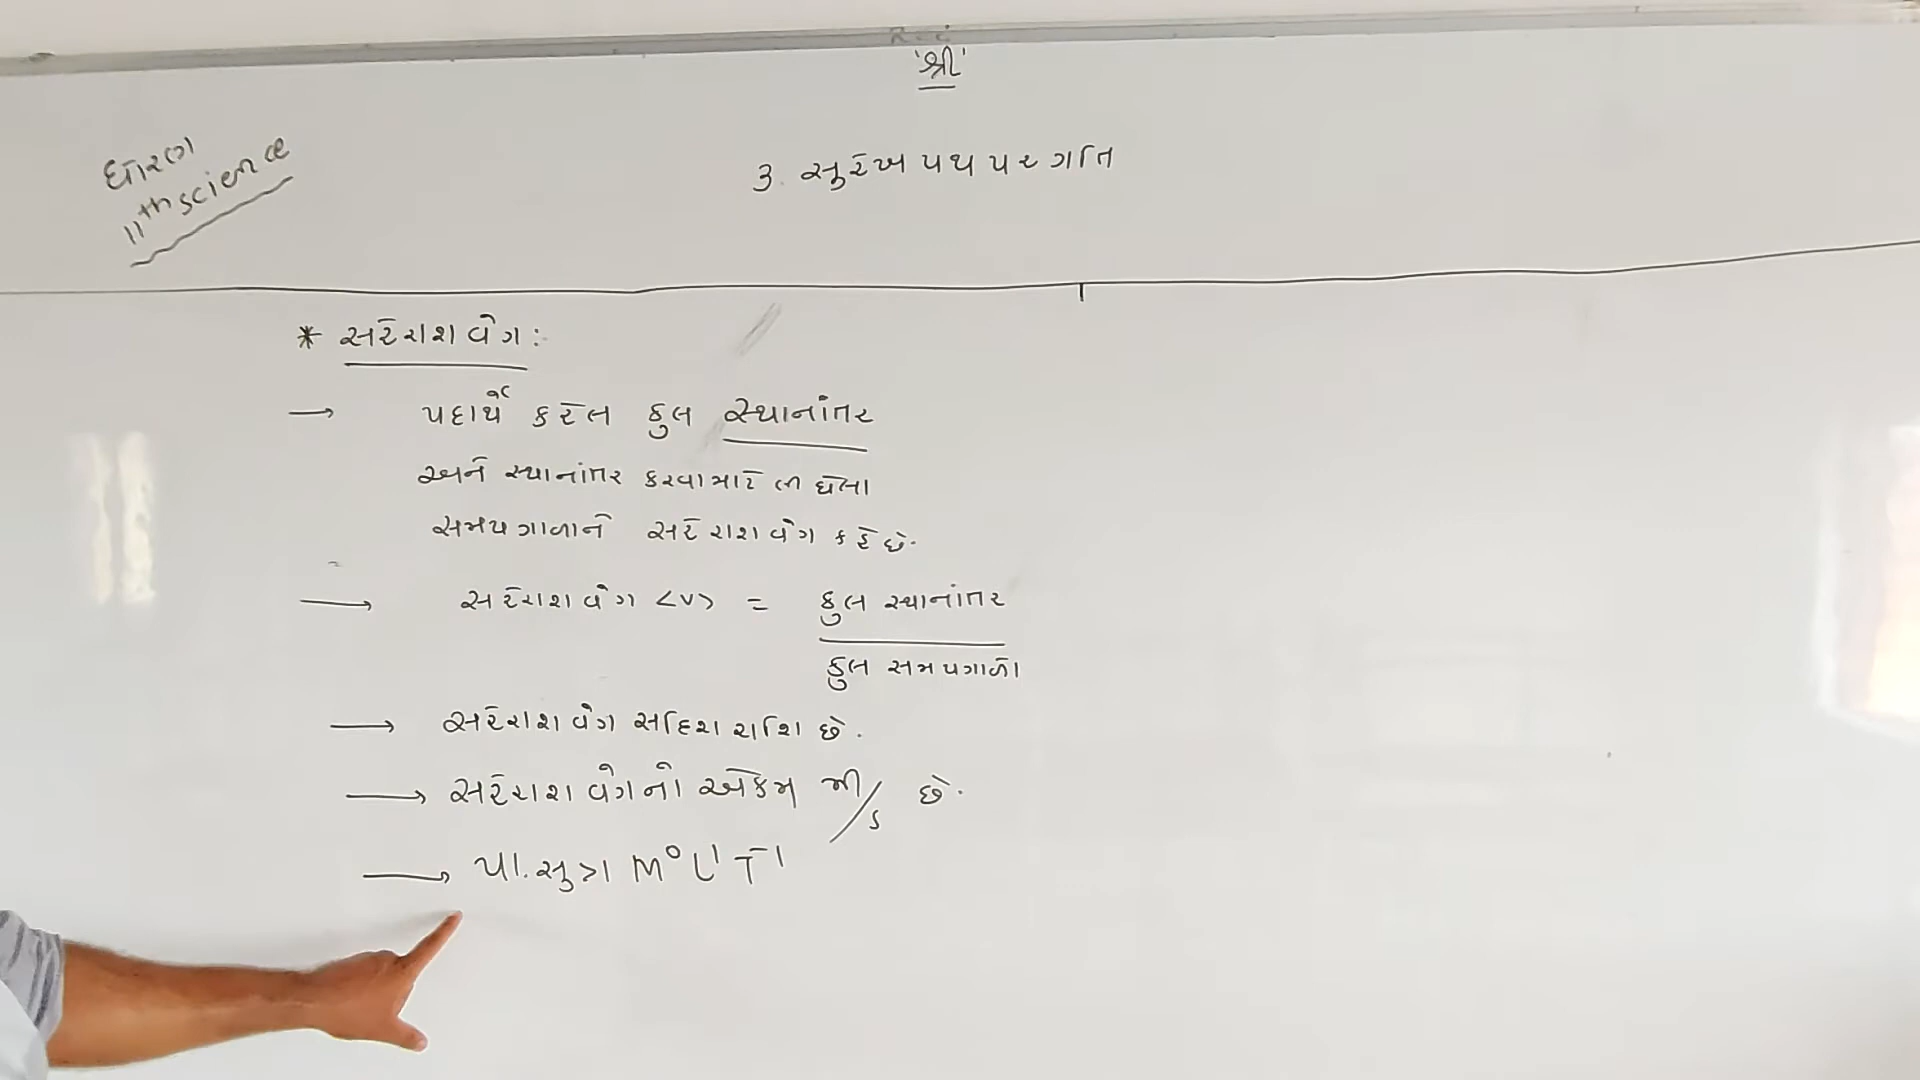 'શ્રી'
ધોરણ
11th science
3. સુરેખ પથ પર ગતિ
* સરેરાશ વેગ :
→ પદાર્થે કરેલ કુલ સ્થાનાંતર
અને સ્થાનાંતર કરવા માટે લીધેલા
સમયગાળાને સરેરાશ વેગ કહે છે.
→ સરેરાશ વેગ <v> = કુલ સ્થાનાંતર
કુલ સમયગાળો
→ સરેરાશ વેગ સદિશ રાશિ છે.
→ સરેરાશ વેગનો એકમ મી/s છે.
→ પા. સુત્ર M⁰ L¹ T⁻¹